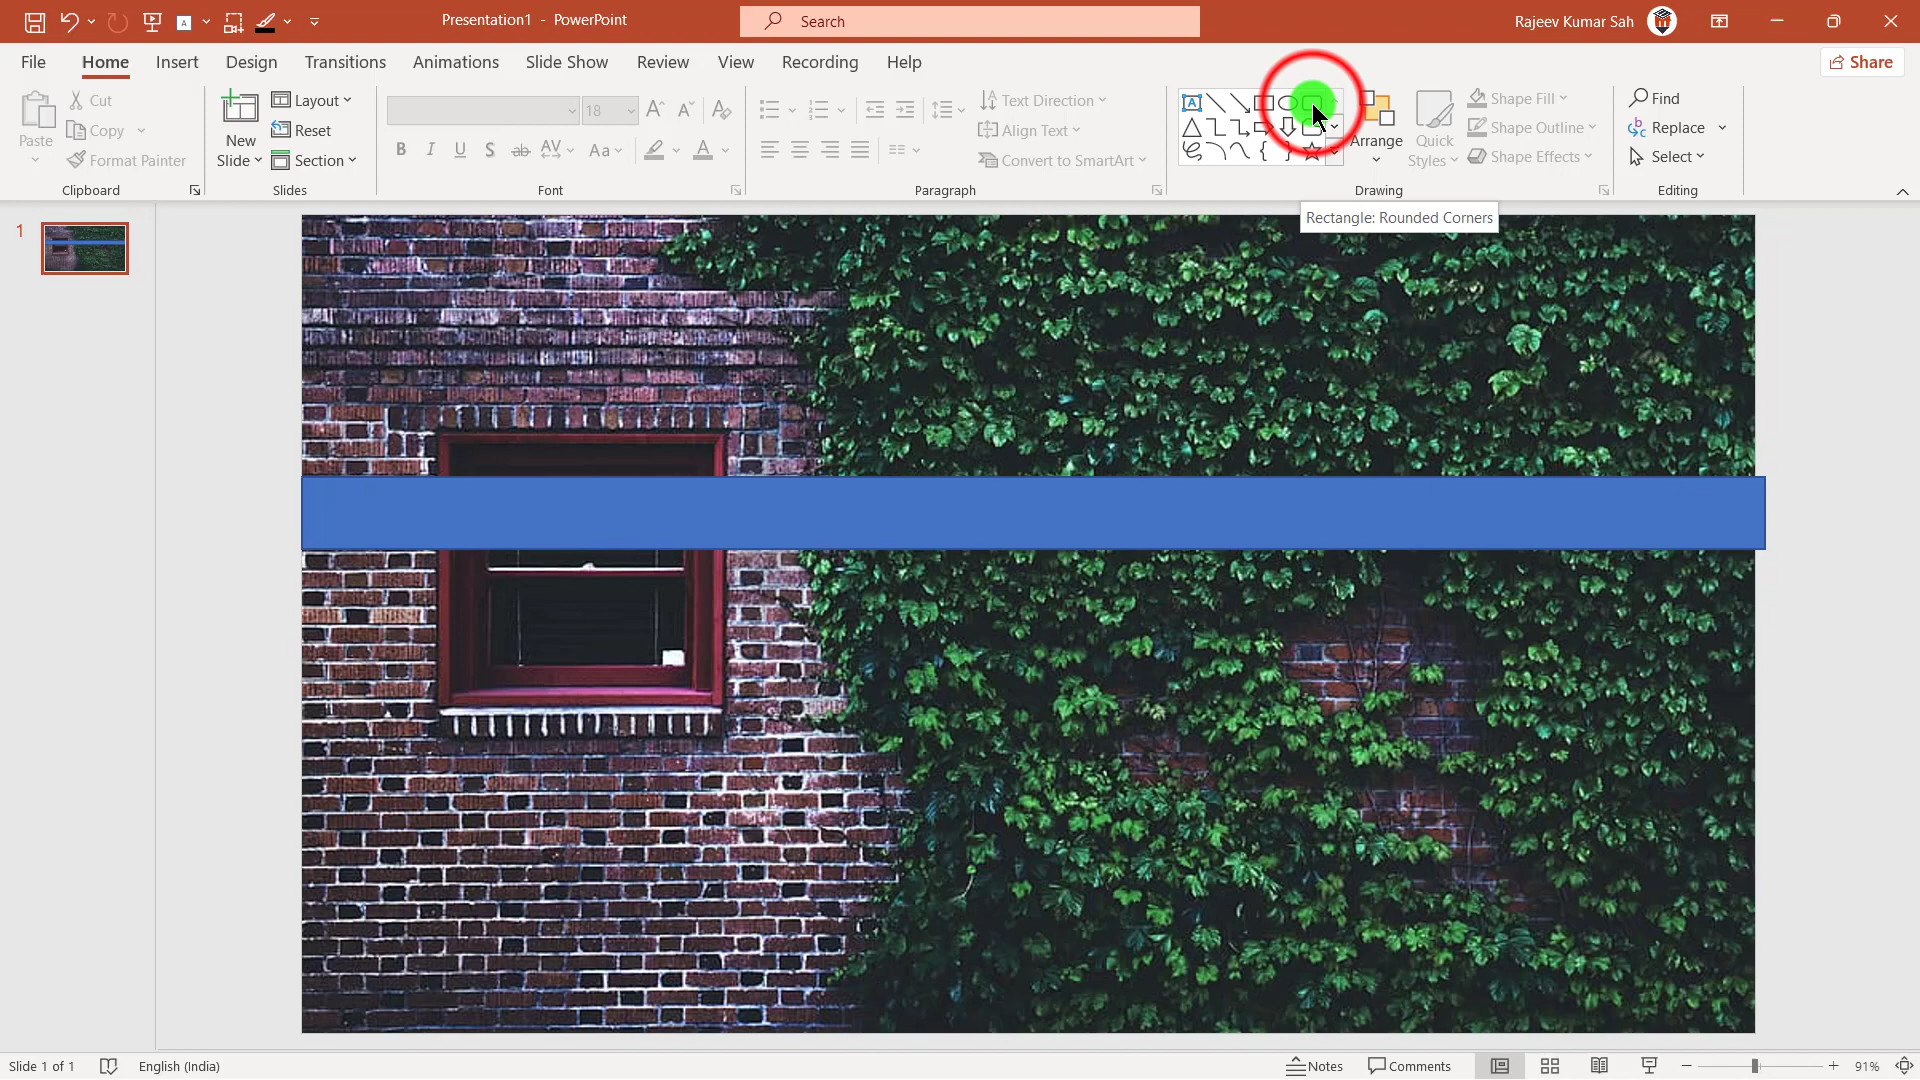 A
Presentation1 - PowerPoint
Search
Rajeev Kumar Sah
File
Home
Insert
Design
Transitions
Animations
Slide Show
Review
View
Recording
Help
Share
Paste
Cut
Copy
Format Painter
Clipboard
New
Slide
Layout
Reset
Section
Slides
18
B I U S ab AV Aa A
Font
Text Direction
Align Text
Convert to SmartArt
Paragraph
A
Arrange
Quick
Styles
Shape Fill
Shape Outline
Shape Effects
Drawing
Find
Replace
Select
Editing
Rectangle: Rounded Corners
1
Slide 1 of 1
English (India)
Notes
Comments
91%